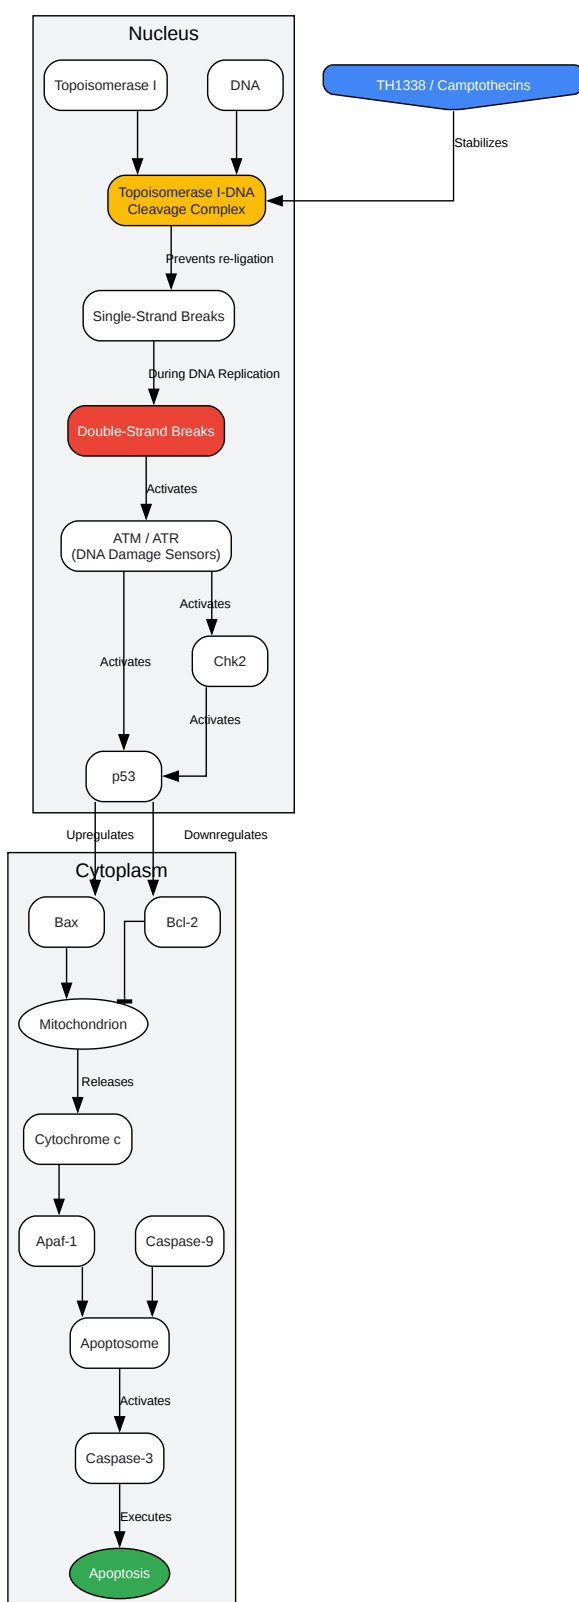 Nucleus
Topoisomerase I
DNA
TH1338 / Camptothecins
Stabilizes
Topoisomerase I-DNA
Cleavage Complex
Prevents re-ligation
Single-Strand Breaks
During DNA Replication
Double-Strand Breaks
Activates
ATM / ATR
(DNA Damage Sensors)
Activates
Chk2
Activates
Activates
p53
Upregulates
Downregulates
Cytoplasm
Bax
Bcl-2
Mitochondrion
Releases
Cytochrome c
Apaf-1
Caspase-9
Apoptosome
Activates
Caspase-3
Executes
Apoptosis